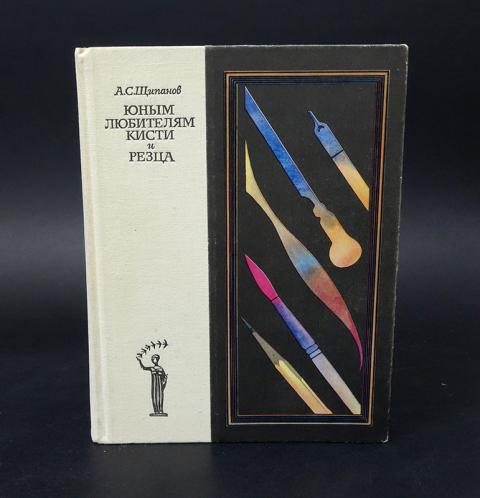 А.С.Щипанов
ЮНЫМ
ЛЮБИТЕЛЯМ
КИСТИ
и
РЕЗЦА